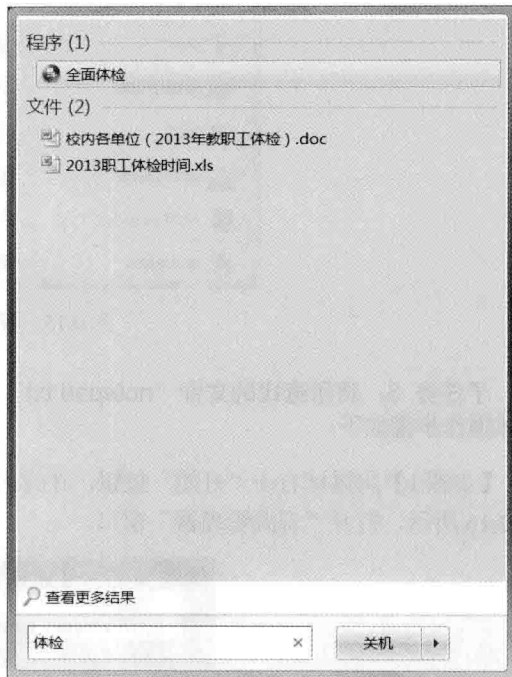 程序 (1)
全面体检
文件 (2)
校内各单位（2013年教职工体检）.doc
2013职工体检时间.xls
查看更多结果
体检
关机